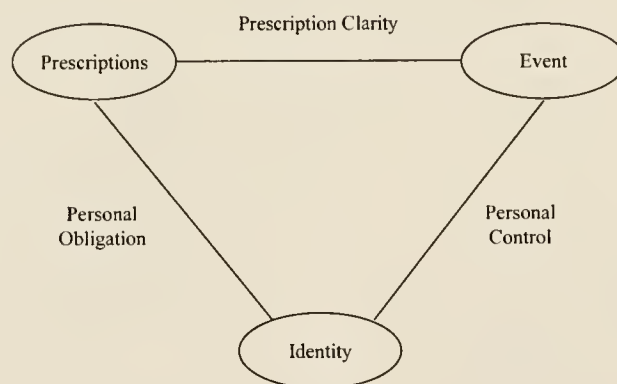 Prescription Clarity
Prescriptions
Event
Personal
Obligation
Personal
Control
Identity